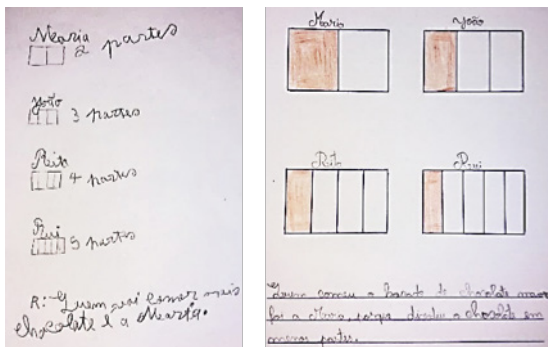 Maria
2 partes
João
3 partes
Rita
4 partes
Rui
5 partes
R: Quem vai comer mais
chocolate é a Maria.
Maria
João
Rita
Rui
Quem comeu o bocado de chocolate maior
foi a Maria, porque dividiu o chocolate em
menos partes.